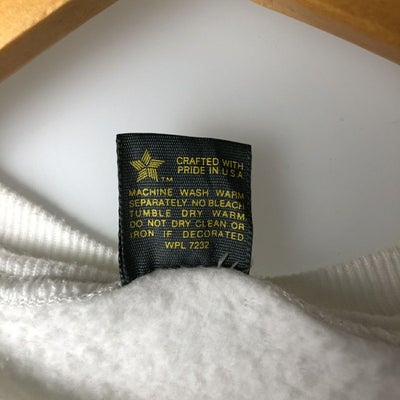 CRAFTED WITH
PRIDE IN U.S.A.
TM
MACHINE WASH WARM
SEPARATELY. NO BLEACH
TUMBLE DRY WARM.
DO NOT DRY CLEAN OR
IRON IF DECORATED
WPL 7232